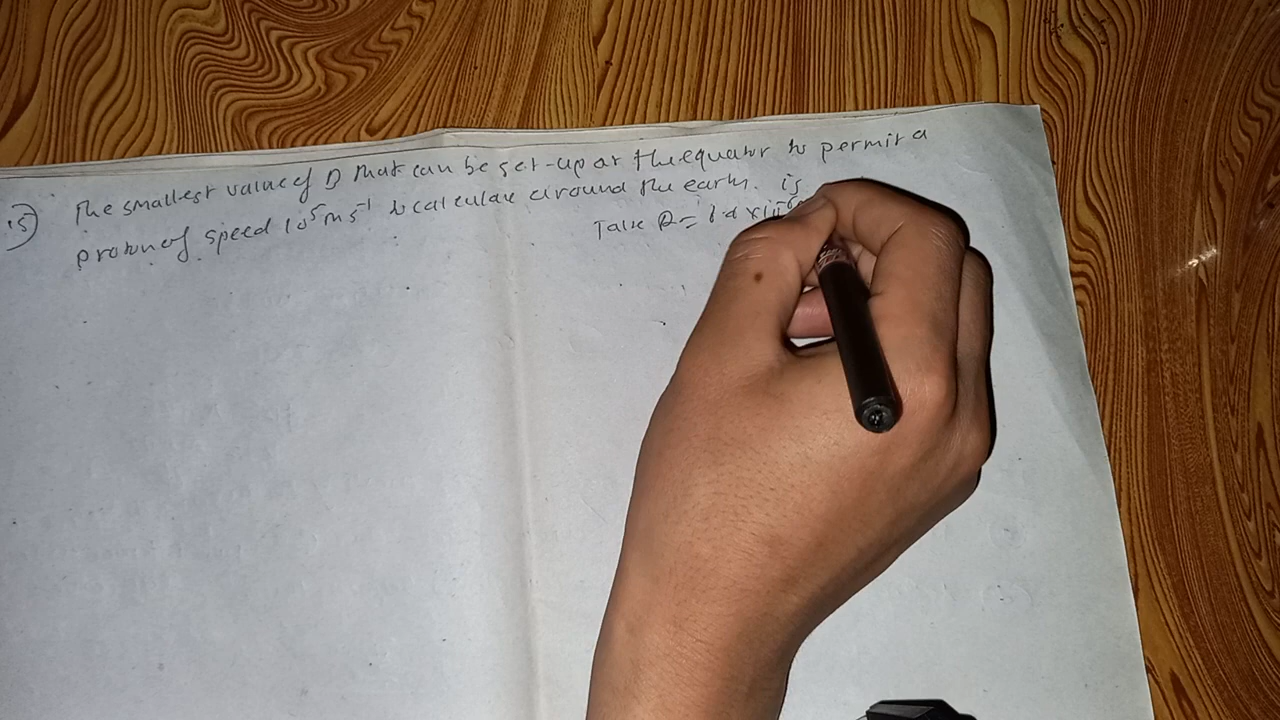 15) The smallest value of B that can be set-up at the equator to permit a
proton of speed 10⁵ms⁻¹ to calculate around the earth. is
Take R=